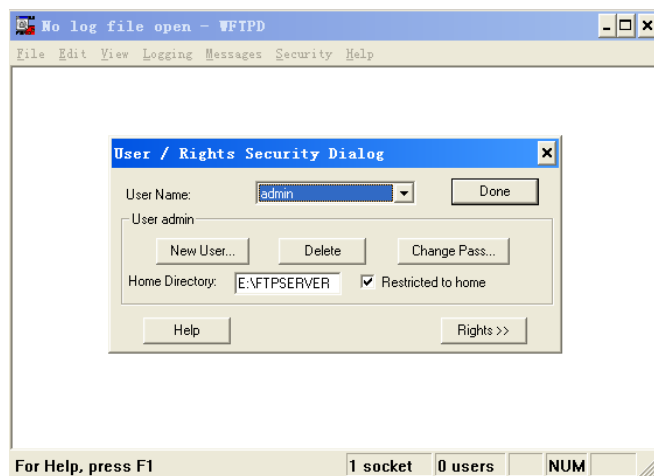 No log file open - WFTPD
File Edit View Logging Messages Security Help
User / Rights Security Dialog
User Name: admin Done
User admin
New User... Delete Change Pass...
Home Directory: E:\FTPSERVER Restricted to home
Help Rights >>
For Help, press F1 1 socket 0 users NUM